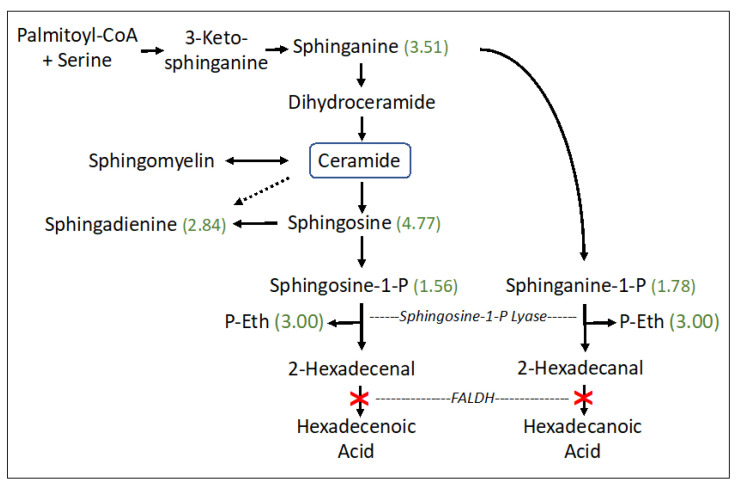 Palmitoyl-CoA
+ Serine
3-Keto-
sphinganine
Sphinganine (3.51)
Dihydroceramide
Sphingomyelin
Ceramide
Sphingadienine (2.84)
Sphingosine (4.77)
Sphingosine-1-P (1.56)
Sphinganine-1-P (1.78)
P-Eth (3.00)
------Sphingosine-1-P Lyase------
P-Eth (3.00)
2-Hexadecenal
2-Hexadecanal
---------------FALDH---------------
Hexadecenoic
Acid
Hexadecanoic
Acid